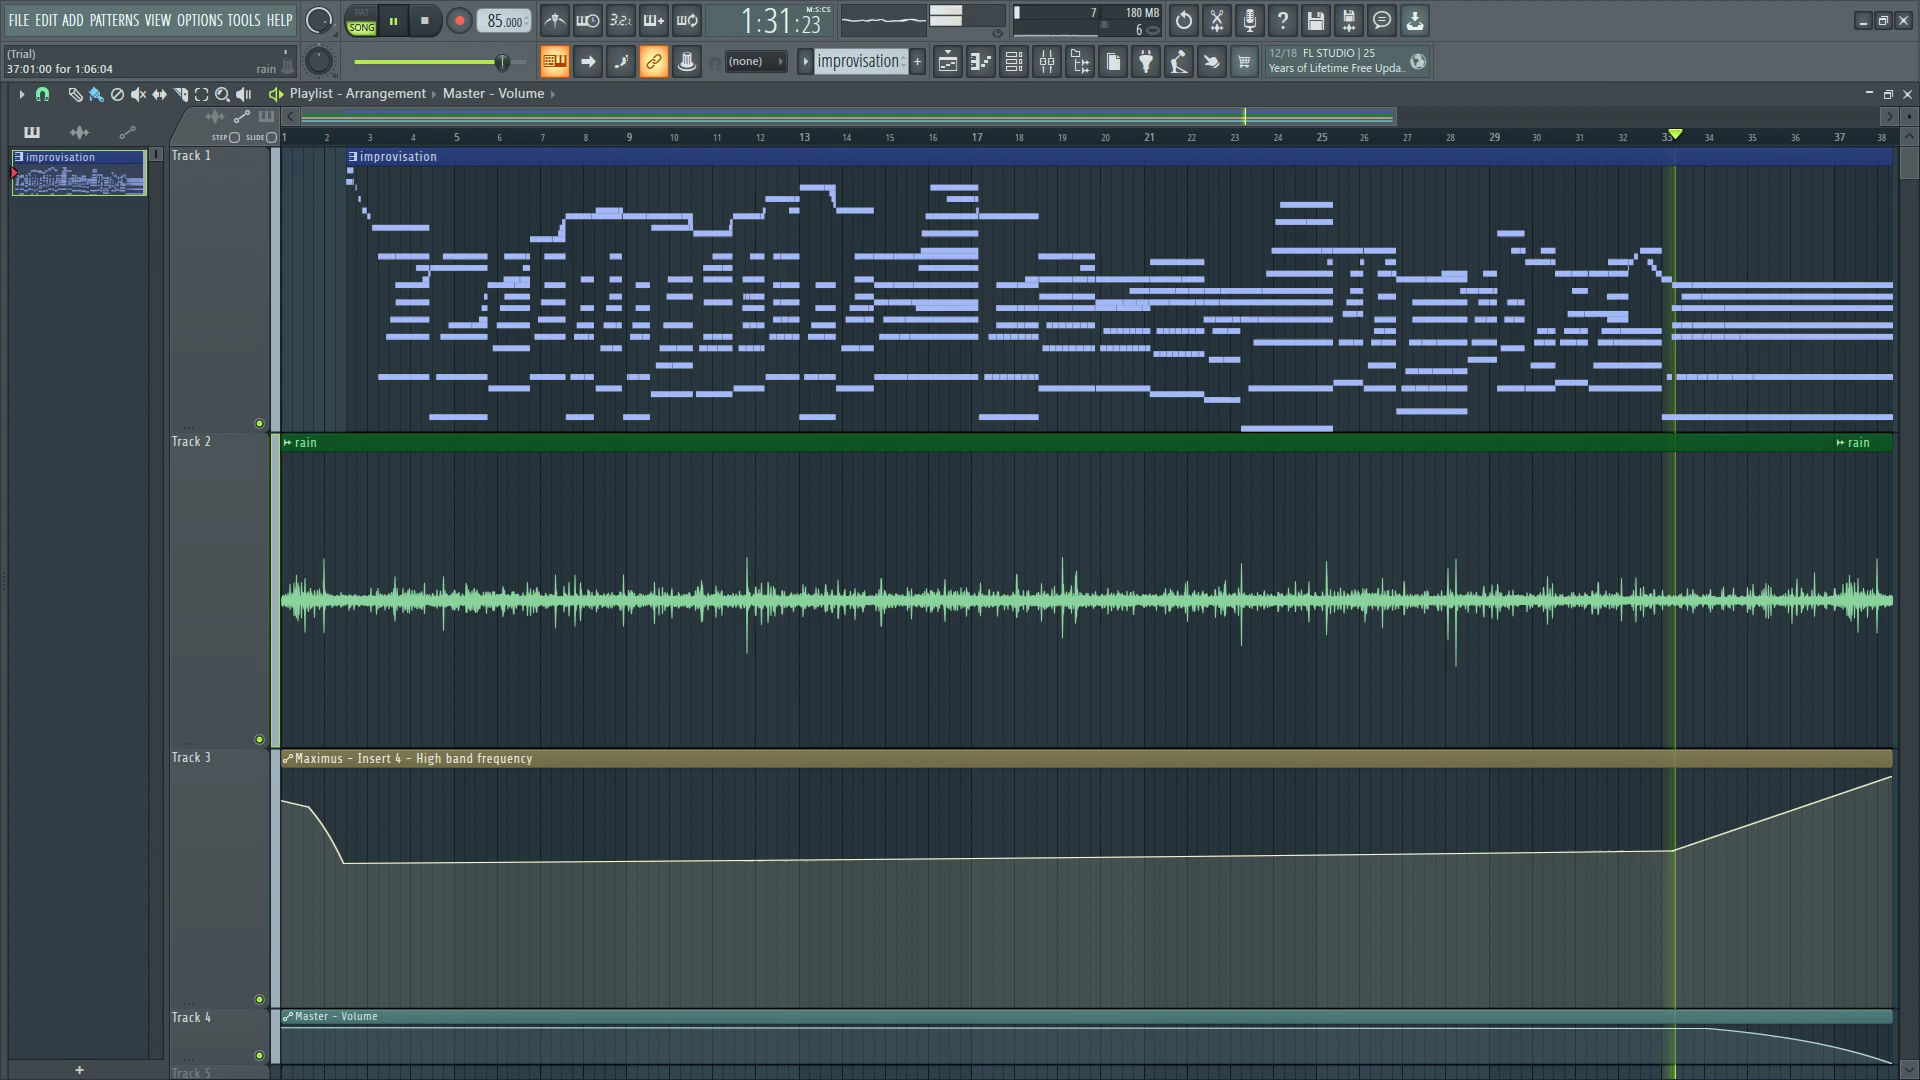 FILE EDIT ADD PATTERNS VIEW OPTIONS TOOLS HELP
PAT
SONG
85.000
3.2
1:31:23
M:S:CS
7
180 MB
6
(Trial)
37:01:00 for 1:06:04
rain
(none)
improvisation
+
12/18 FL STUDIO | 25
Years of Lifetime Free Upda..
Playlist - Arrangement › Master - Volume ›
STEP
SLIDE
1 2 3 4 5 6 7 8 9 10 11 12 13 14 15 16 17 18 19 20 21 22 23 24 25 26 27 28 29 30 31 32 33 34 35 36 37 38
improvisation
Track 1
improvisation
Track 2
rain
rain
Track 3
Maximus - Insert 4 - High band frequency
Track 4
Master - Volume
Track 5
+